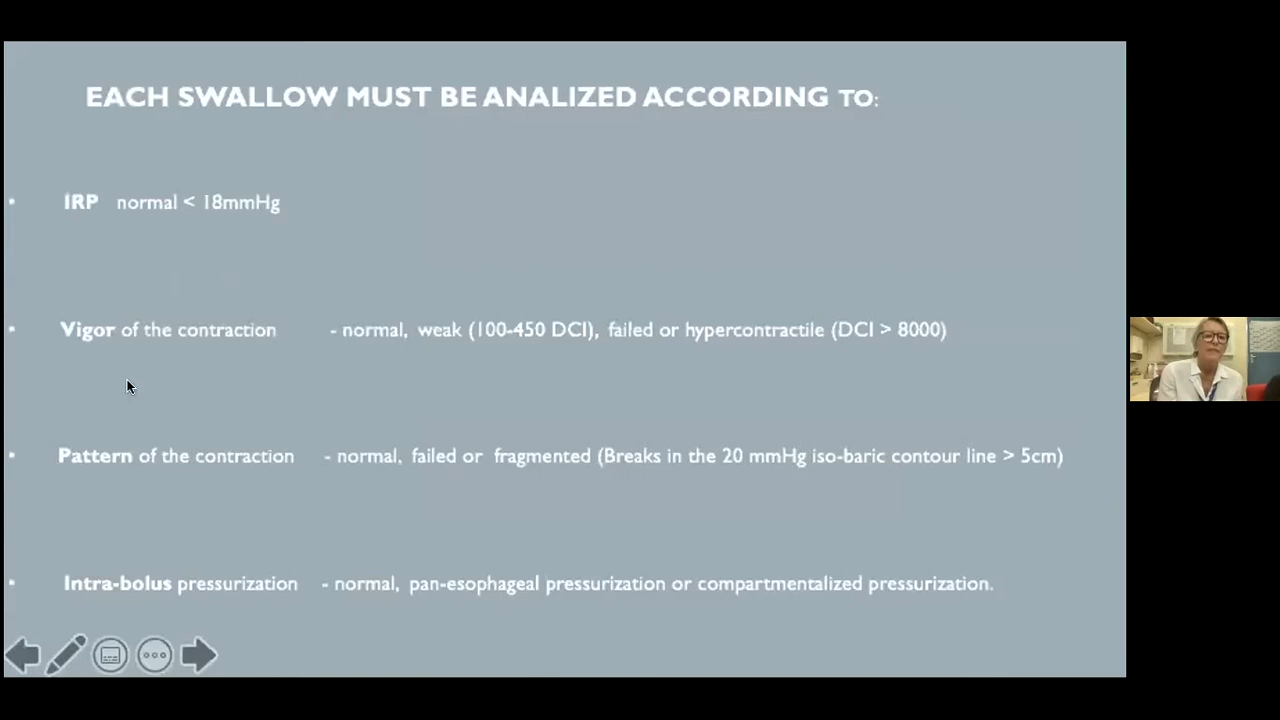 EACH SWALLOW MUST BE ANALIZED ACCORDING TO:
• IRP normal < 18mmHg
• Vigor of the contraction - normal, weak (100-450 DCI), failed or hypercontractile (DCI > 8000)
• Pattern of the contraction - normal, failed or fragmented (Breaks in the 20 mmHg iso-baric contour line > 5cm)
• Intra-bolus pressurization - normal, pan-esophageal pressurization or compartmentalized pressurization.